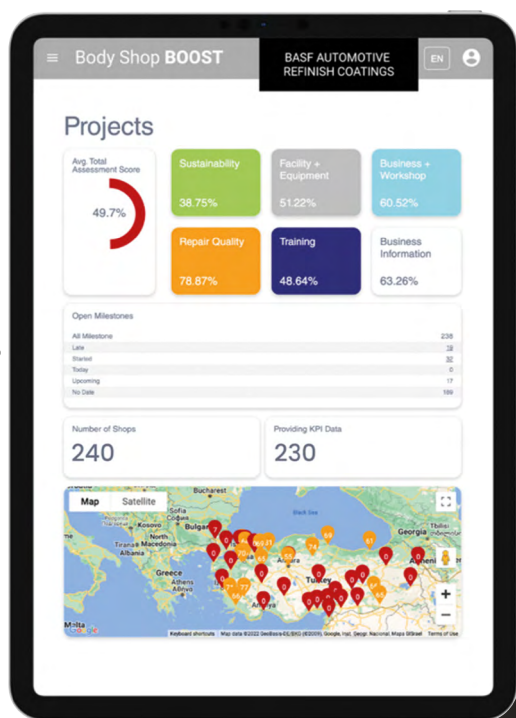 Body Shop BOOST
BASF AUTOMOTIVE
REFINISH COATINGS
EN
Projects
Avg. Total
Assessment Score
49.7%
Sustainability
38.75%
Facility +
Equipment
51.22%
Business +
Workshop
60.52%
Repair Quality
78.87%
Training
48.64%
Business
Information
63.26%
Open Milestones
All Milestone 238
Late 19
Started 32
Today 0
Upcoming 17
No Date 189
Number of Shops
240
Providing KPI Data
230
Map
Satellite
Bucharest
Sofia
София
Kosovo
North
Macedonia
Tirana
Albania
Black Sea
Georgia
Tbilisi
Greece
Athens
Αθήνα
Turkey
Malta
Keyboard shortcuts
Terms of Use